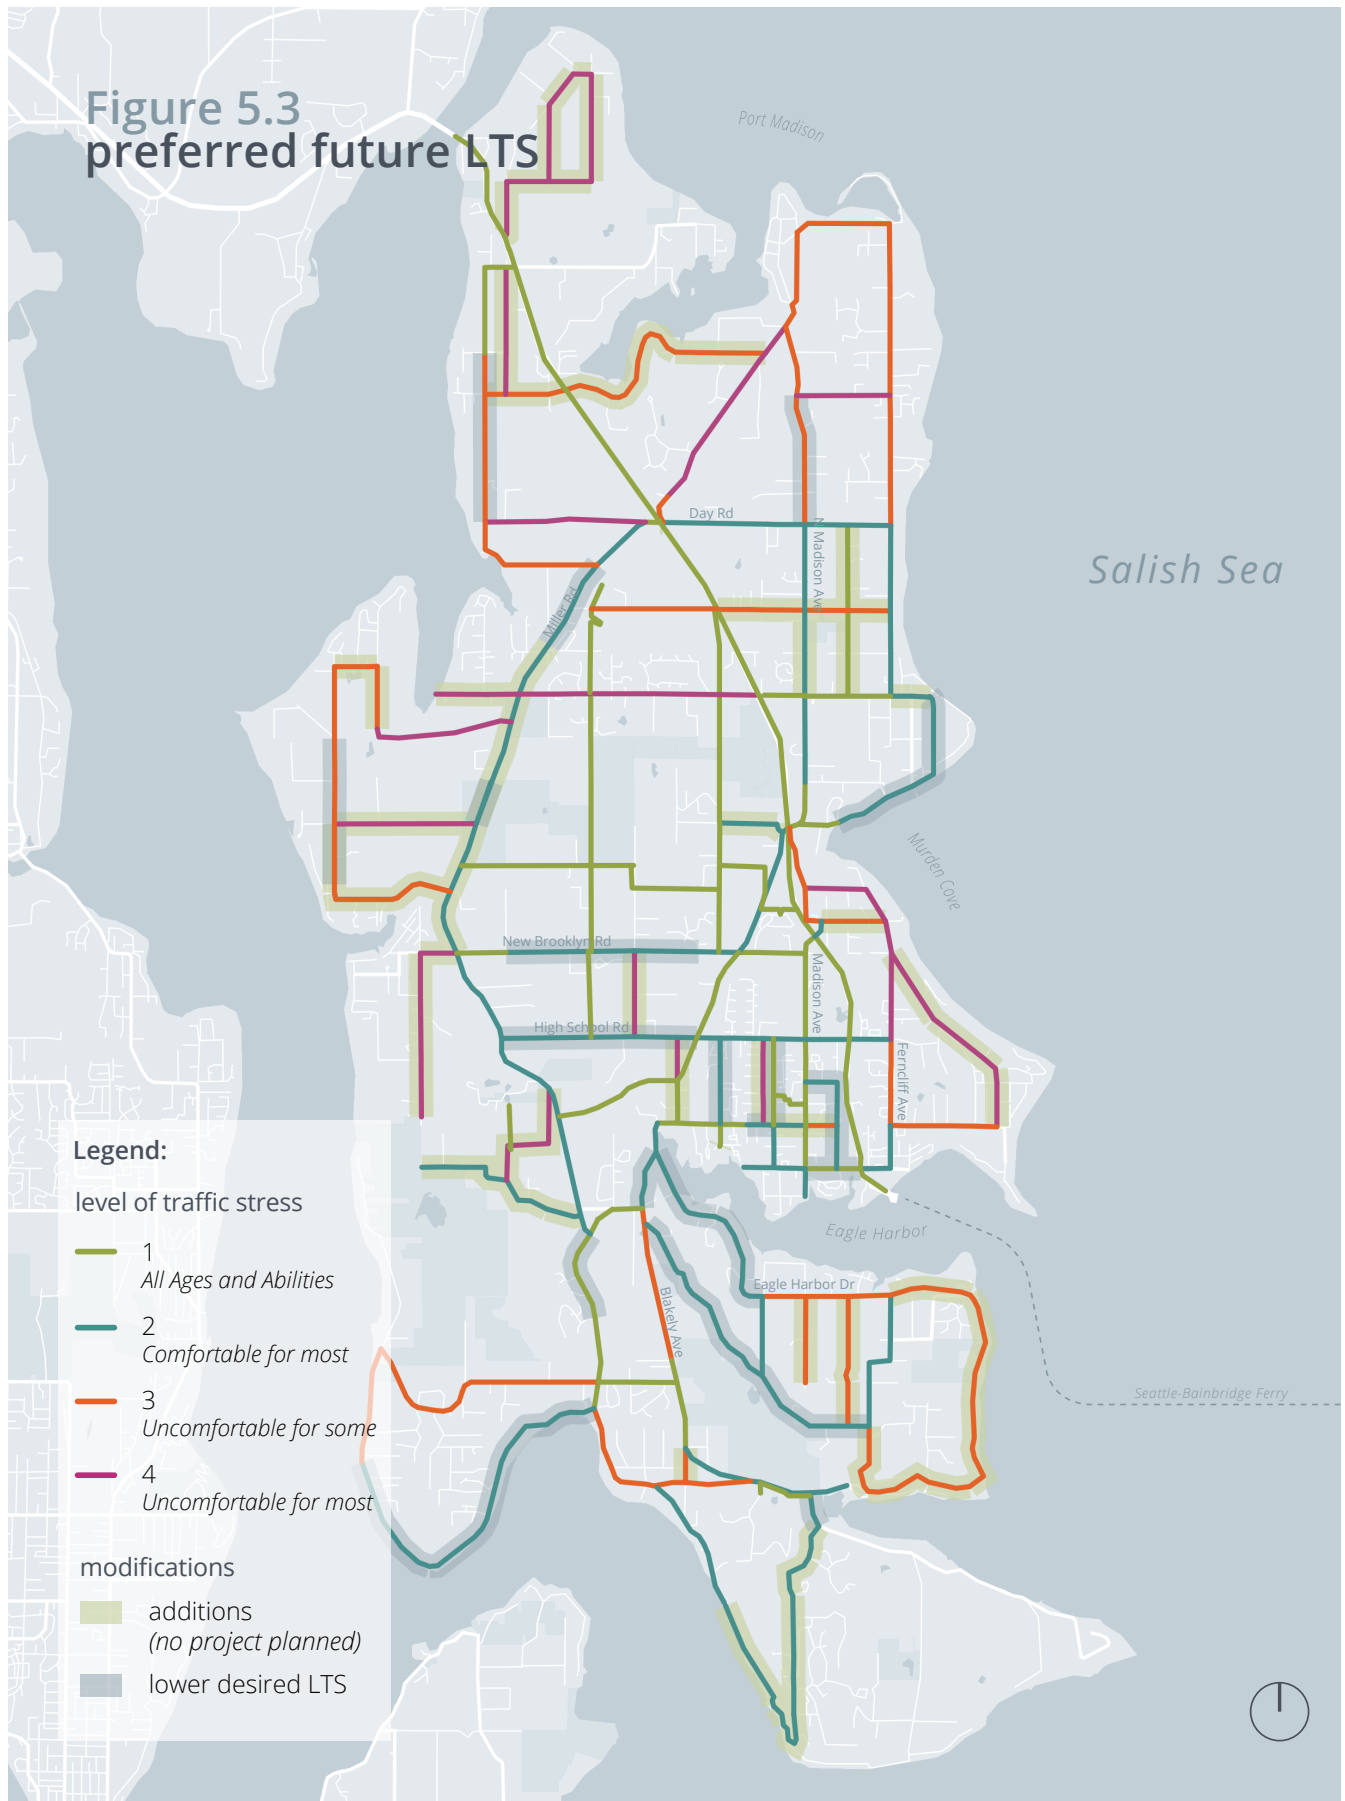 Figure 5.3
preferred future LTS
Port Madison
Day Rd
N Madison Ave
Salish Sea
Miller Rd
Murden Cove
New Brooklyn Rd
Madison Ave
High School Rd
Ferncliff Ave
Eagle Harbor
Eagle Harbor Dr
Blakely Ave
Seattle-Bainbridge Ferry
Legend:
level of traffic stress
1
All Ages and Abilities
2
Comfortable for most
3
Uncomfortable for some
4
Uncomfortable for most
modifications
additions
(no project planned)
lower desired LTS